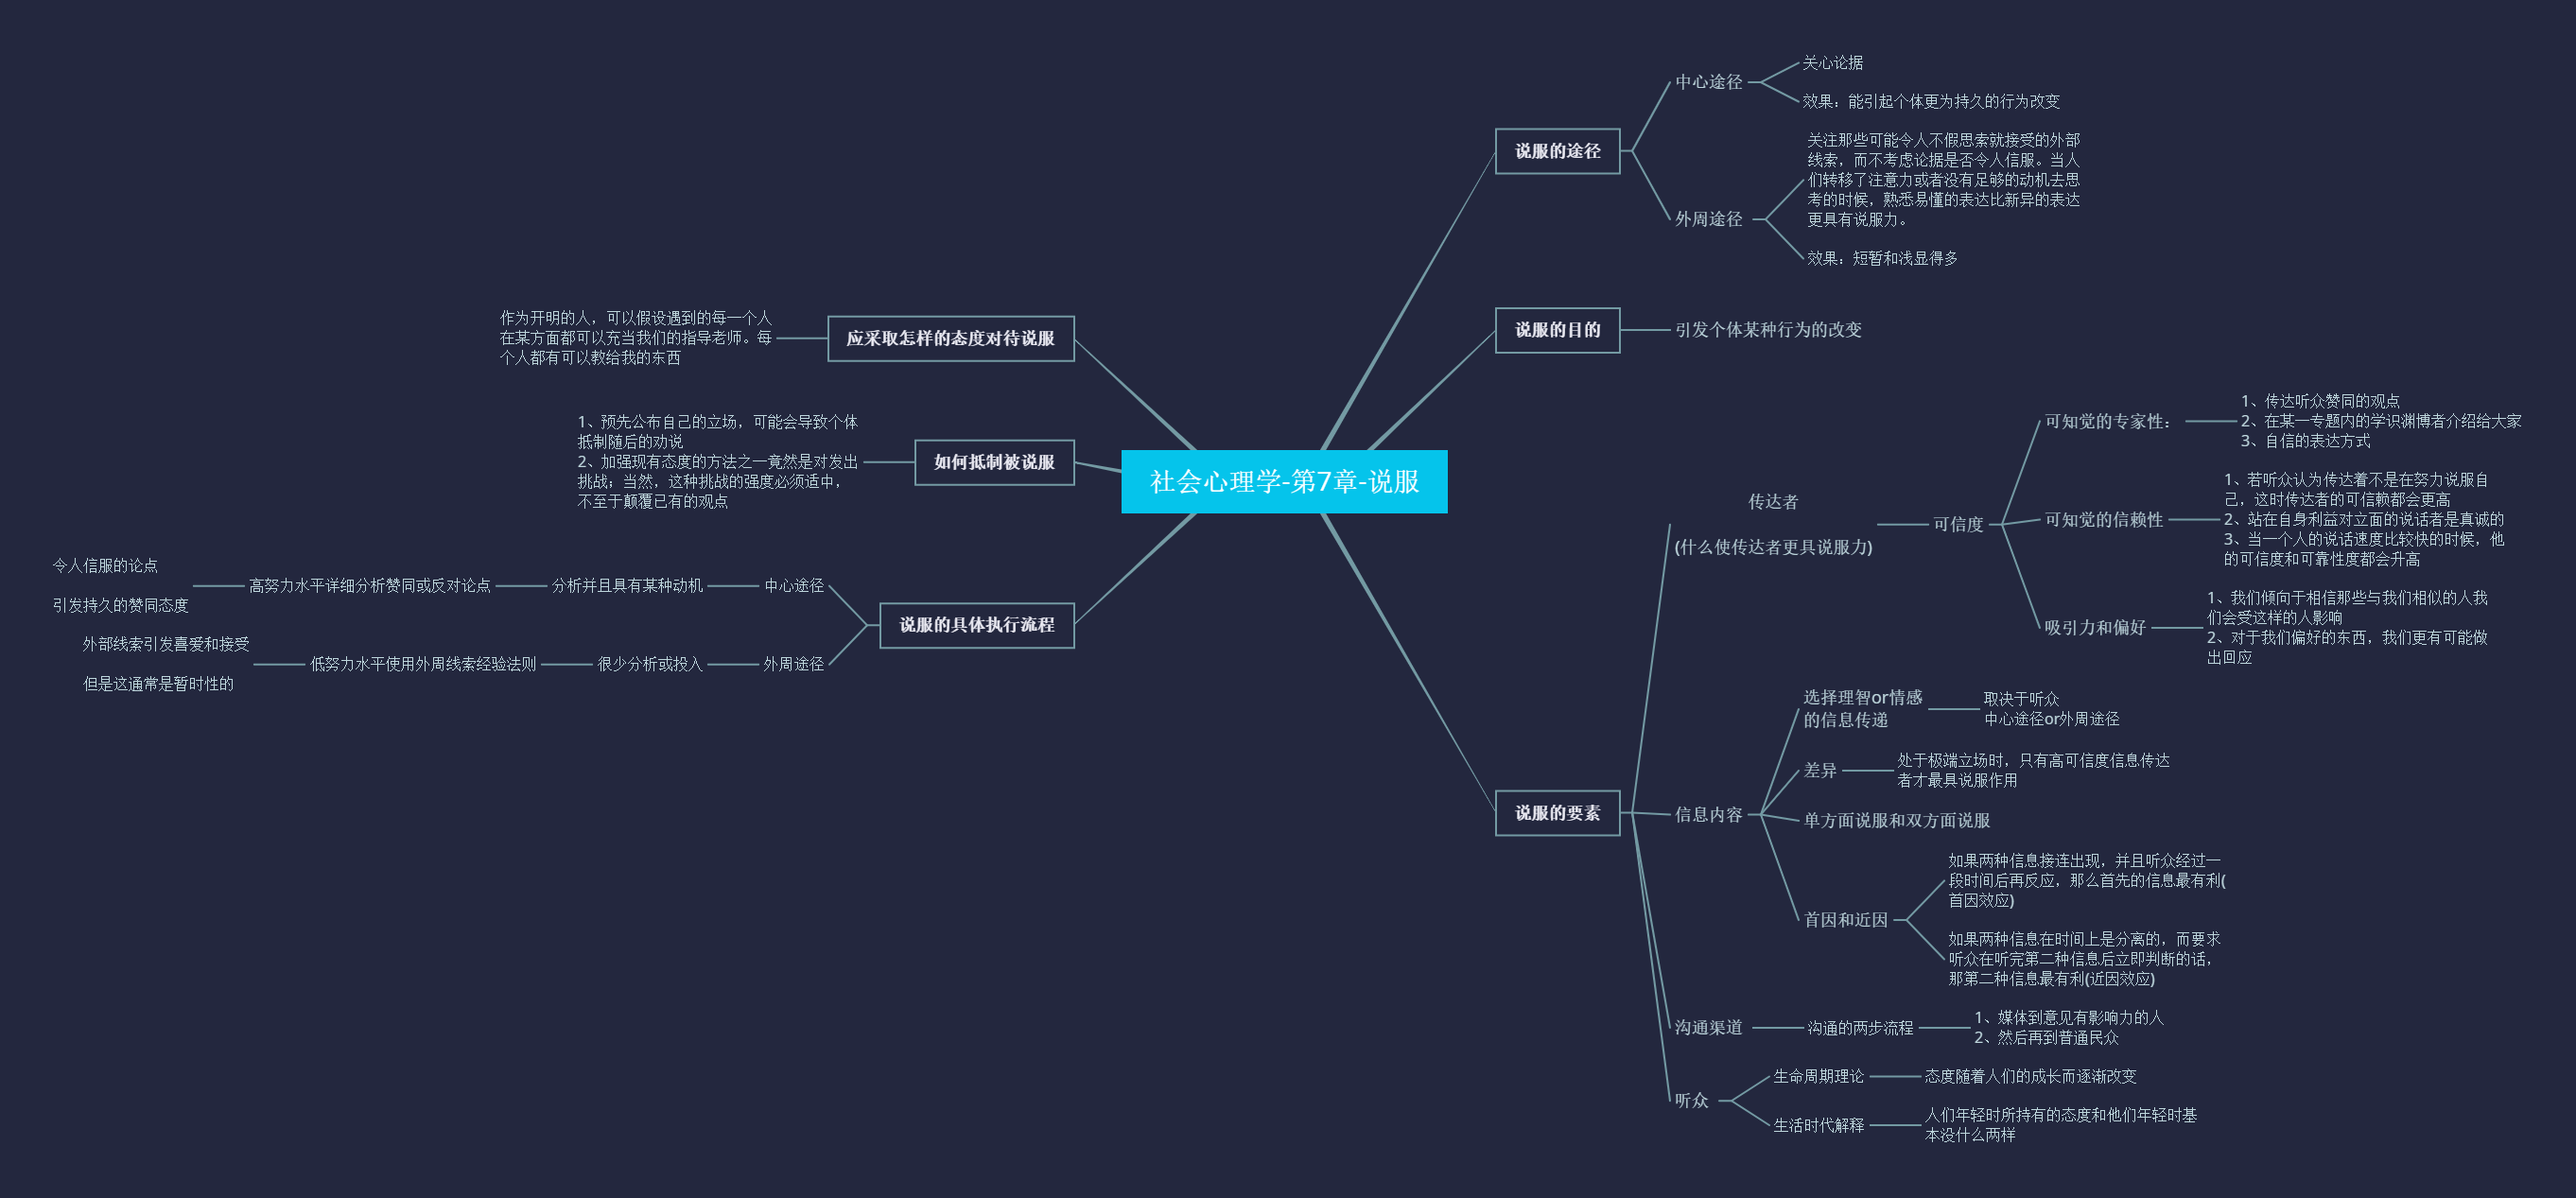 社会心理学-第7章-说服
说服的途径
中心途径
关心论据
效果：能引起个体更为持久的行为改变
外周途径
关注那些可能令人不假思索就接受的外部
线索，而不考虑论据是否令人信服。当人
们转移了注意力或者没有足够的动机去思
考的时候，熟悉易懂的表达比新异的表达
更具有说服力。
效果：短暂和浅显得多
说服的目的
引发个体某种行为的改变
说服的要素
传达者
(什么使传达者更具说服力)
可信度
可知觉的专家性：
1、传达听众赞同的观点
2、在某一专题内的学识渊博者介绍给大家
3、自信的表达方式
可知觉的信赖性
1、若听众认为传达着不是在努力说服自
己，这时传达者的可信赖都会更高
2、站在自身利益对立面的说话者是真诚的
3、当一个人的说话速度比较快的时候，他
的可信度和可靠性度都会升高
吸引力和偏好
1、我们倾向于相信那些与我们相似的人我
们会受这样的人影响
2、对于我们偏好的东西，我们更有可能做
出回应
信息内容
选择理智or情感
的信息传递
取决于听众
中心途径or外周途径
差异
处于极端立场时，只有高可信度信息传达
者才最具说服作用
单方面说服和双方面说服
首因和近因
如果两种信息接连出现，并且听众经过一
段时间后再反应，那么首先的信息最有利(
首因效应)
如果两种信息在时间上是分离的，而要求
听众在听完第二种信息后立即判断的话，
那第二种信息最有利(近因效应)
沟通渠道
沟通的两步流程
1、媒体到意见有影响力的人
2、然后再到普通民众
听众
生命周期理论
态度随着人们的成长而逐渐改变
生活时代解释
人们年轻时所持有的态度和他们年轻时基
本没什么两样
应采取怎样的态度对待说服
作为开明的人，可以假设遇到的每一个人
在某方面都可以充当我们的指导老师。每
个人都有可以教给我的东西
如何抵制被说服
1、预先公布自己的立场，可能会导致个体
抵制随后的劝说
2、加强现有态度的方法之一竟然是对发出
挑战；当然，这种挑战的强度必须适中，
不至于颠覆已有的观点
说服的具体执行流程
中心途径
分析并且具有某种动机
高努力水平详细分析赞同或反对论点
令人信服的论点
引发持久的赞同态度
外周途径
很少分析或投入
低努力水平使用外周线索经验法则
外部线索引发喜爱和接受
但是这通常是暂时性的